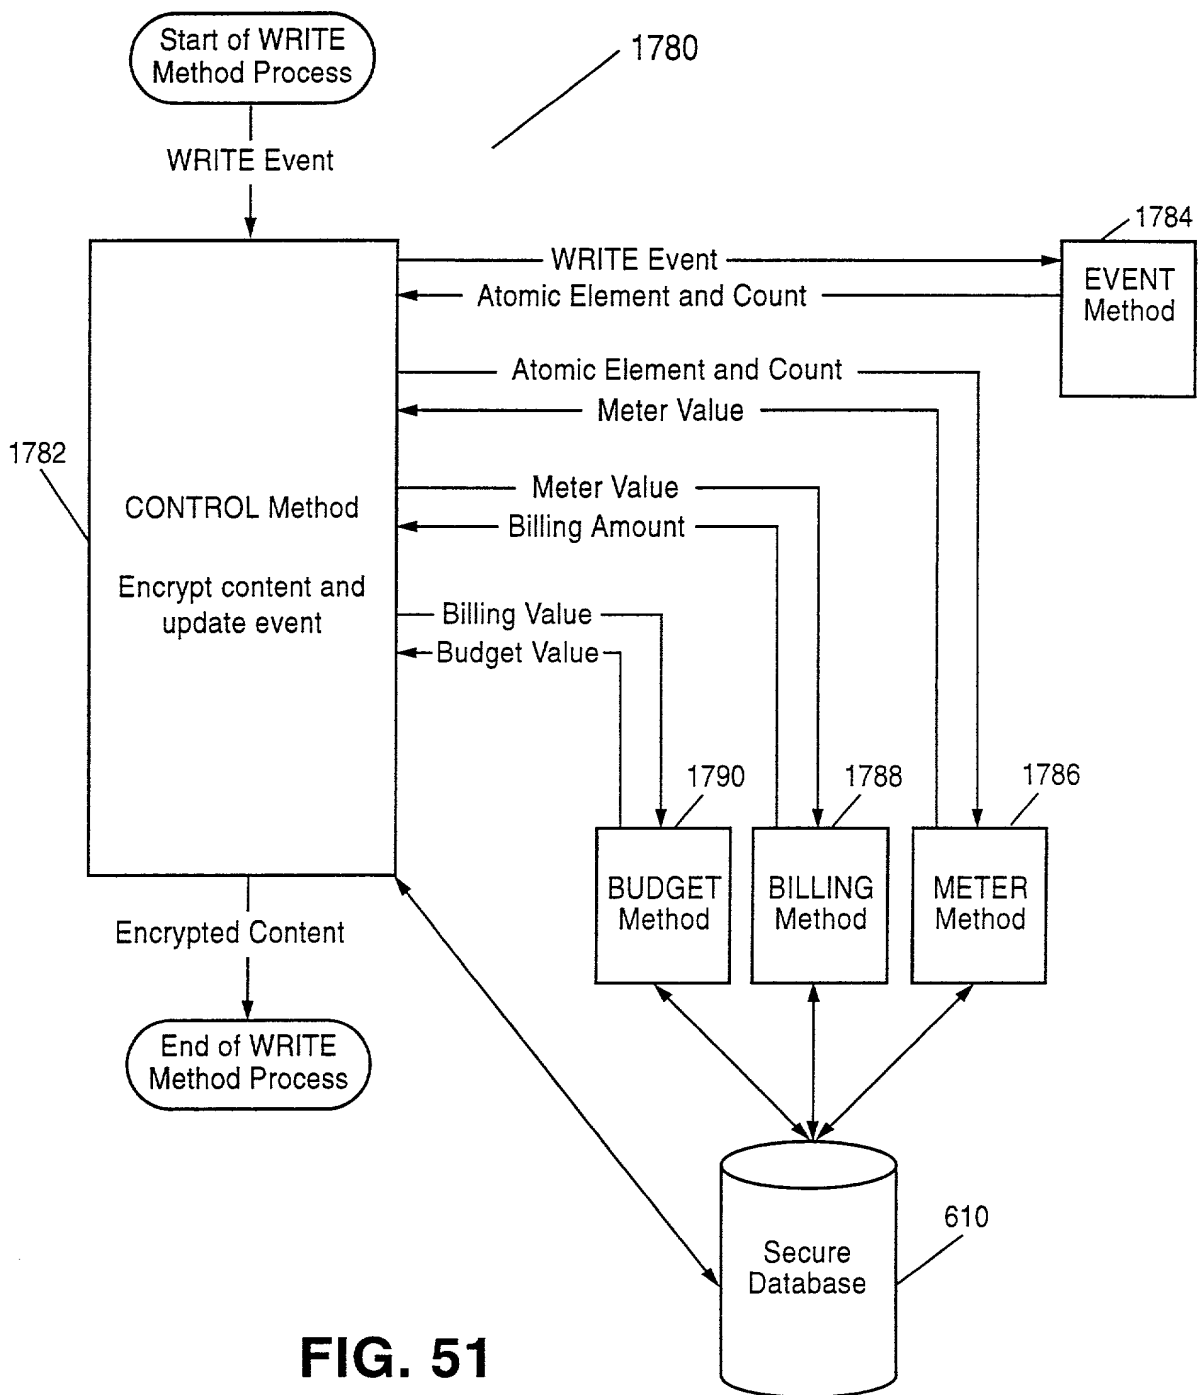 Start of WRITE
Method Process
1780
WRITE Event
1784
WRITE Event
EVENT
Method
Atomic Element and Count
Atomic Element and Count
Meter Value
1782
Meter Value
CONTROL Method
Billing Amount
Encrypt content and
update event
Billing Value
Budget Value
1790
1788
1786
BUDGET
Method
BILLING
Method
METER
Method
Encrypted Content
End of WRITE
Method Process
610
Secure
Database
FIG. 51